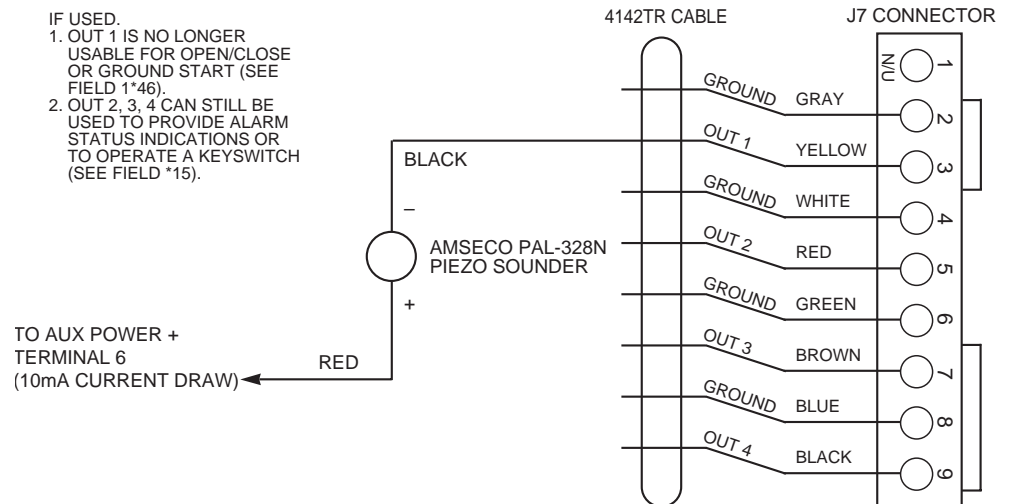 IF USED.
1. OUT 1 IS NO LONGER
USABLE FOR OPEN/CLOSE
OR GROUND START (SEE
FIELD 1*46).
2. OUT 2, 3, 4 CAN STILL BE
USED TO PROVIDE ALARM
STATUS INDICATIONS OR
TO OPERATE A KEYSWITCH
(SEE FIELD *15).
4142TR CABLE
J7 CONNECTOR
N/U 1
GROUND GRAY 2
OUT 1 YELLOW 3
GROUND WHITE 4
OUT 2 RED 5
GROUND GREEN 6
OUT 3 BROWN 7
GROUND BLUE 8
OUT 4 BLACK 9
BLACK
–
AMSECO PAL-328N
PIEZO SOUNDER
+
RED
TO AUX POWER +
TERMINAL 6
(10mA CURRENT DRAW)